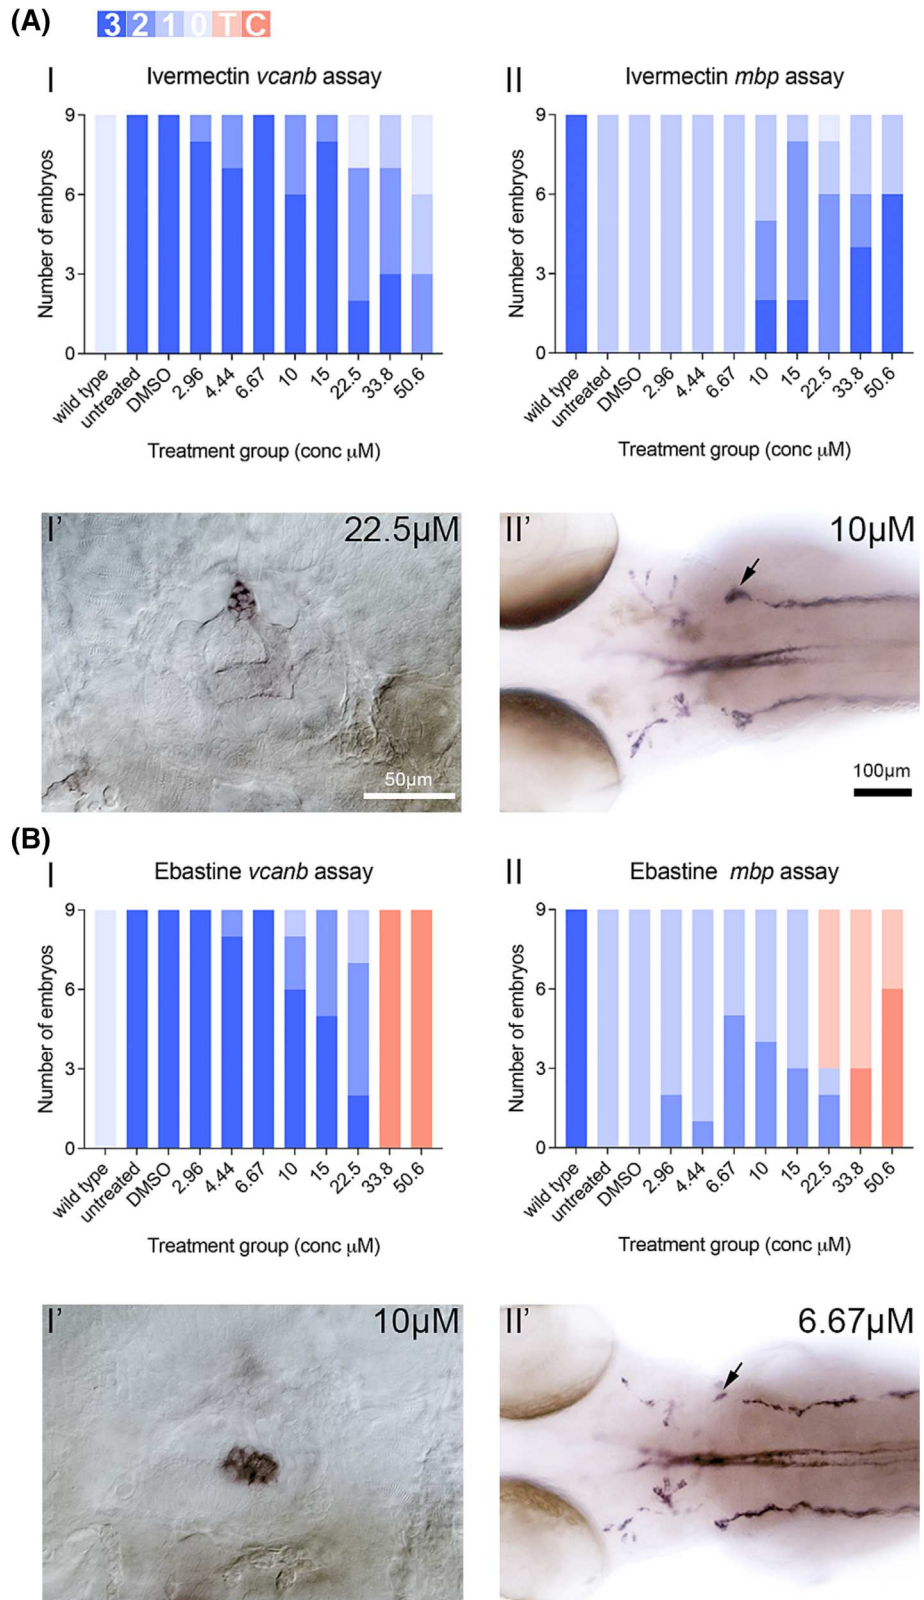 (A)
3 2 1 0 T C
I
Ivermectin vcanb assay
Number of embryos
9
6
3
0
wild type
untreated
DMSO
2.96
4.44
6.67
10
15
22.5
33.8
50.6
Treatment group (conc μM)
II
Ivermectin mbp assay
Number of embryos
9
6
3
0
wild type
untreated
DMSO
2.96
4.44
6.67
10
15
22.5
33.8
50.6
Treatment group (conc μM)
I’
22.5μM
50μm
II’
10μM
100μm
(B)
I
Ebastine vcanb assay
Number of embryos
9
6
3
0
wild type
untreated
DMSO
2.96
4.44
6.67
10
15
22.5
33.8
50.6
Treatment group (conc μM)
II
Ebastine mbp assay
Number of embryos
9
6
3
0
wild type
untreated
DMSO
2.96
4.44
6.67
10
15
22.5
33.8
50.6
Treatment group (conc μM)
I’
10μM
II’
6.67μM